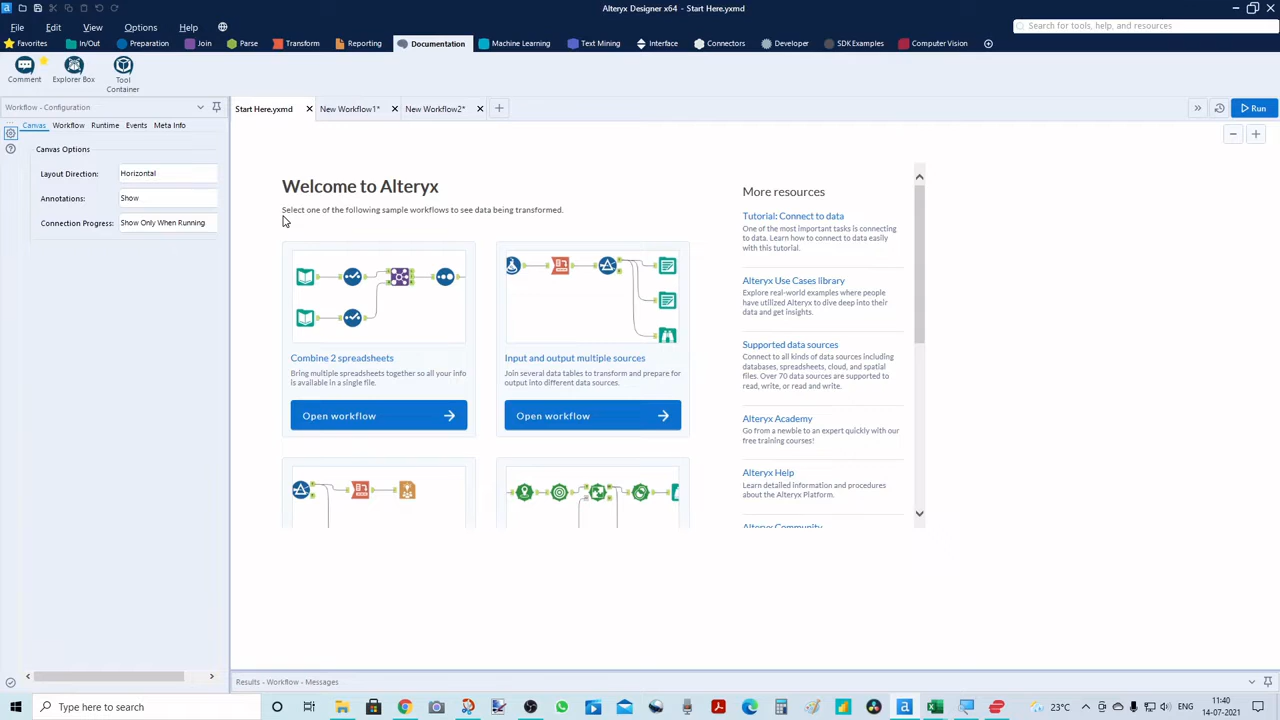 Alteryx Designer x64 - Start Here.yxmd
File
Edit
View
Options
Help
Search for tools, help, and resources
Favorites
In/Out
Preparation
Join
Parse
Transform
Reporting
Documentation
Machine Learning
Text Mining
Interface
Connectors
Developer
SDK Examples
Computer Vision
Comment
Explorer Box
Tool
Container
Workflow - Configuration
Start Here.yxmd
New Workflow1*
New Workflow2*
Run
Canvas
Workflow
Runtime
Events
Meta Info
Canvas Options
Layout Direction:
Horizontal
Annotations:
Show
Connection Progress:
Show Only When Running
Welcome to Alteryx
Select one of the following sample workflows to see data being transformed.
Combine 2 spreadsheets
Bring multiple spreadsheets together so all your info
is available in a single file.
Open workflow
Input and output multiple sources
Join several data tables to transform and prepare for
output into different data sources.
Open workflow
More resources
Tutorial: Connect to data
One of the most important tasks is connecting
to data. Learn how to connect to data easily
with this tutorial.
Alteryx Use Cases library
Explore real-world examples where people
have utilized Alteryx to dive deep into their
data and get insights.
Supported data sources
Connect to all kinds of data sources including
databases, spreadsheets, cloud, and spatial
files. Over 70 data sources are supported to
read, write, or read and write.
Alteryx Academy
Go from a newbie to an expert quickly with our
free training courses!
Alteryx Help
Learn detailed information and procedures
about the Alteryx Platform.
Alteryx Community
Results - Workflow - Messages
Type here to search
23°C
ENG
11:40
14-07-2021